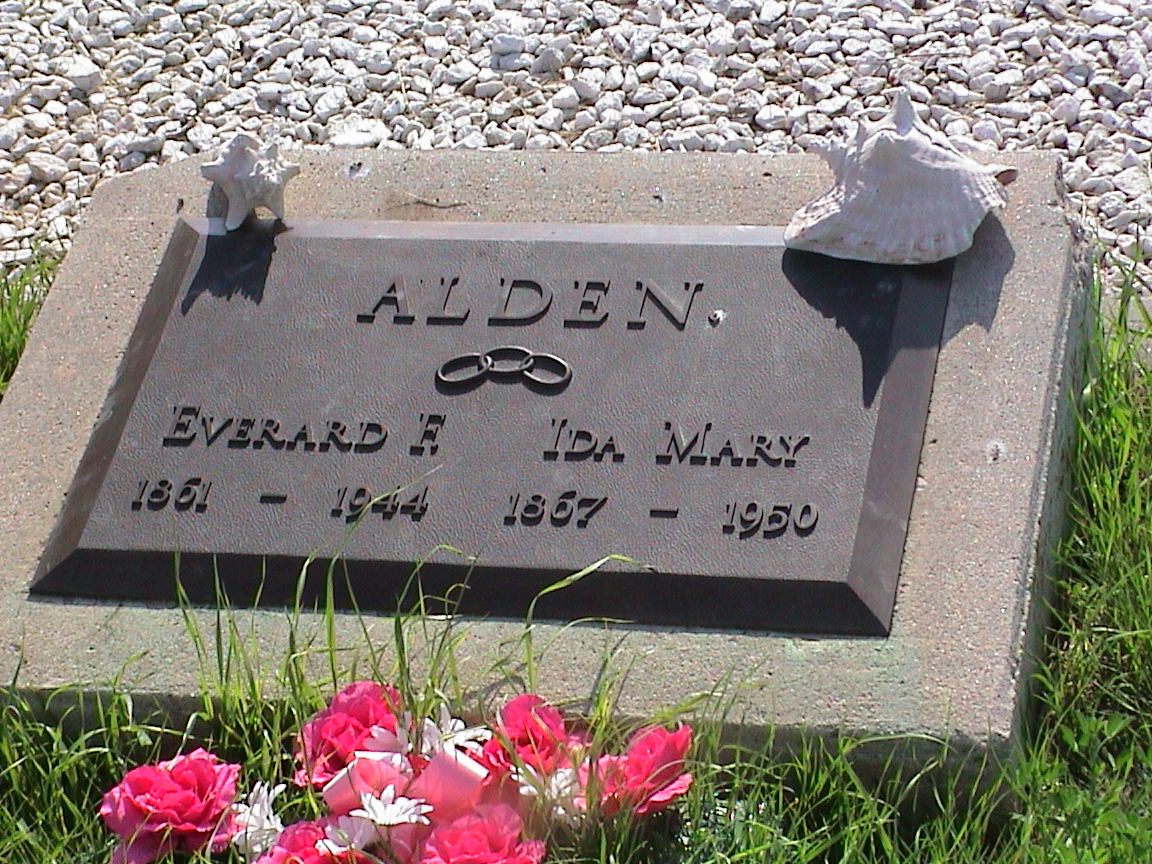 ALDEN.
EVERARD F. IDA MARY
1861 - 1944 1867 - 1950